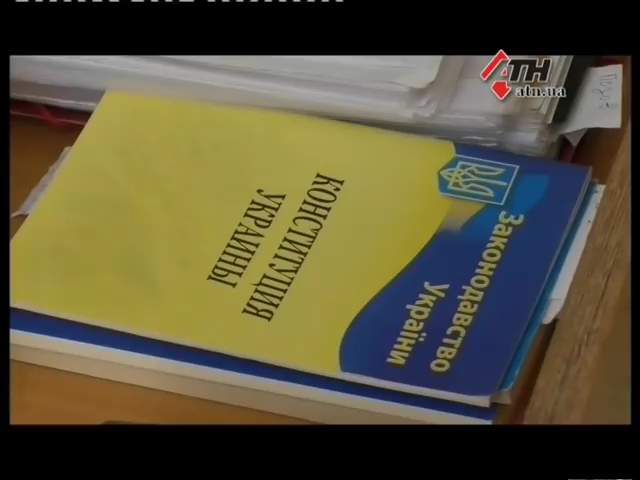 АТН
atn.ua
Законодавство
України
КОНСТИТУЦИЯ
УКРАИНЫ